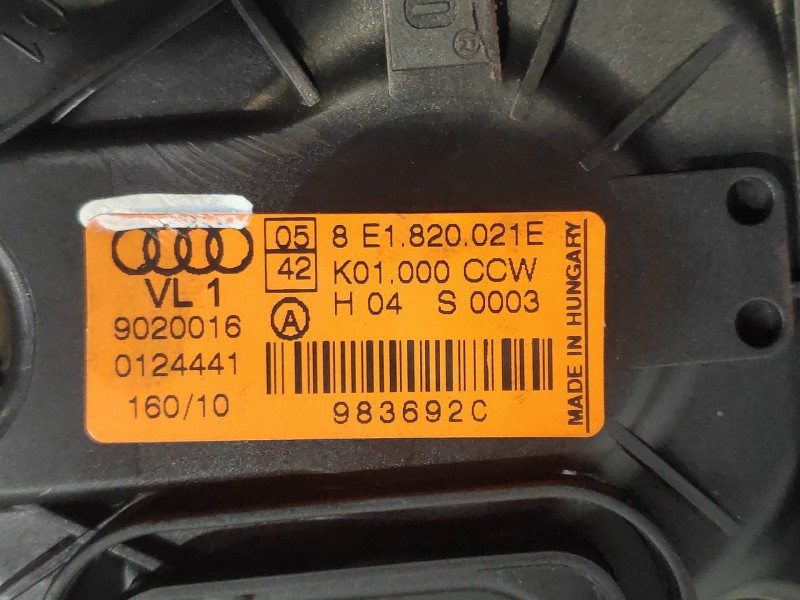 ®
05 8 E1.820.021E
42 K01.000 CCW
VL 1
A H 04 S 0003
9020016
0124441
160/10
983692C
MADE IN HUNGARY